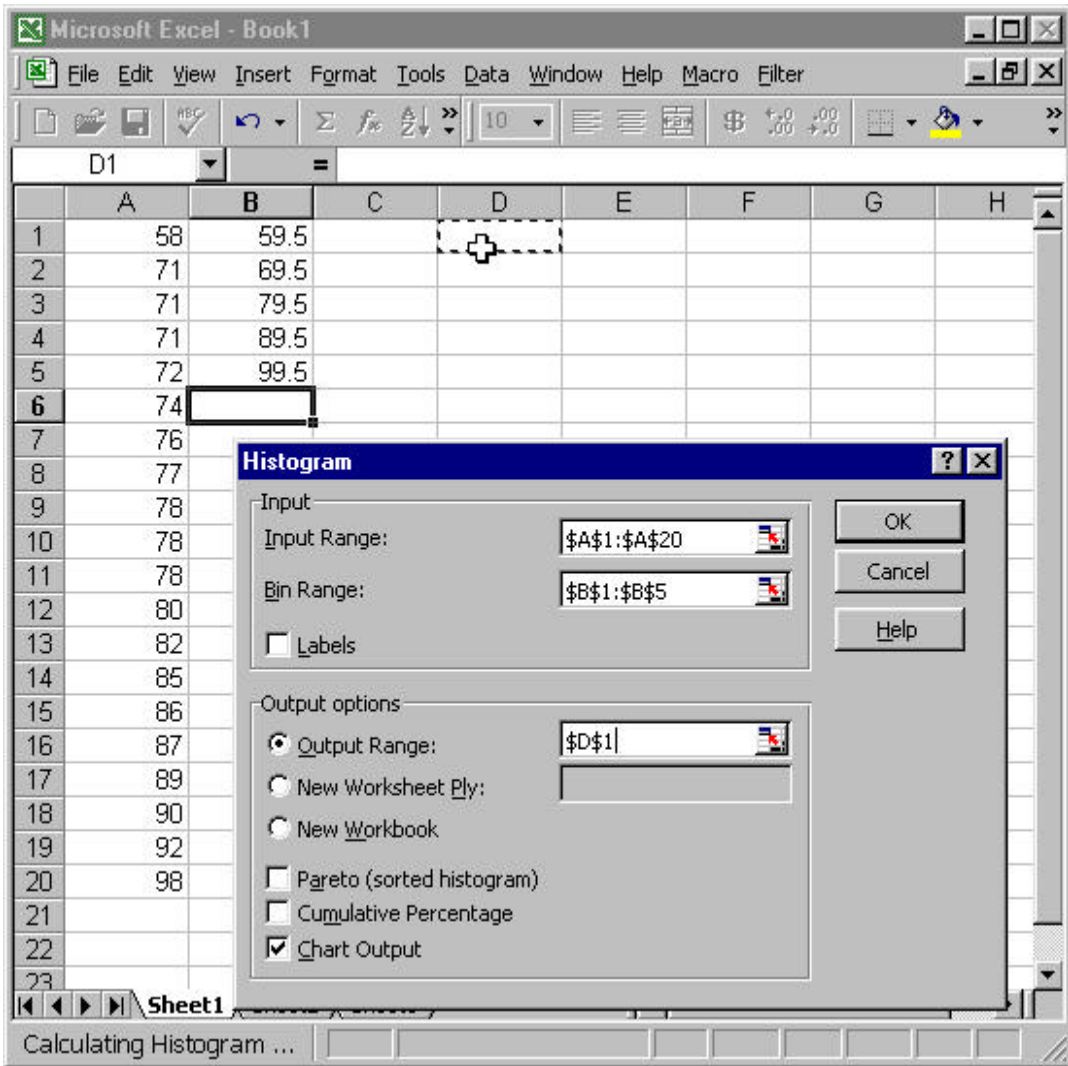 Microsoft Excel - Book1
File Edit View Insert Format Tools Data Window Help Macro Filter
10
D1 =
A B C D E F G H
1 58 59.5
2 71 69.5
3 71 79.5
4 71 89.5
5 72 99.5
6 74
7 76
8 77
9 78
10 78
11 78
12 80
13 82
14 85
15 86
16 87
17 89
18 90
19 92
20 98
21
22
23
Histogram
Input
Input Range: $A$1:$A$20
Bin Range: $B$1:$B$5
Labels
OK
Cancel
Help
Output options
Output Range: $D$1
New Worksheet Ply:
New Workbook
Pareto (sorted histogram)
Cumulative Percentage
Chart Output
Sheet1
Calculating Histogram ...